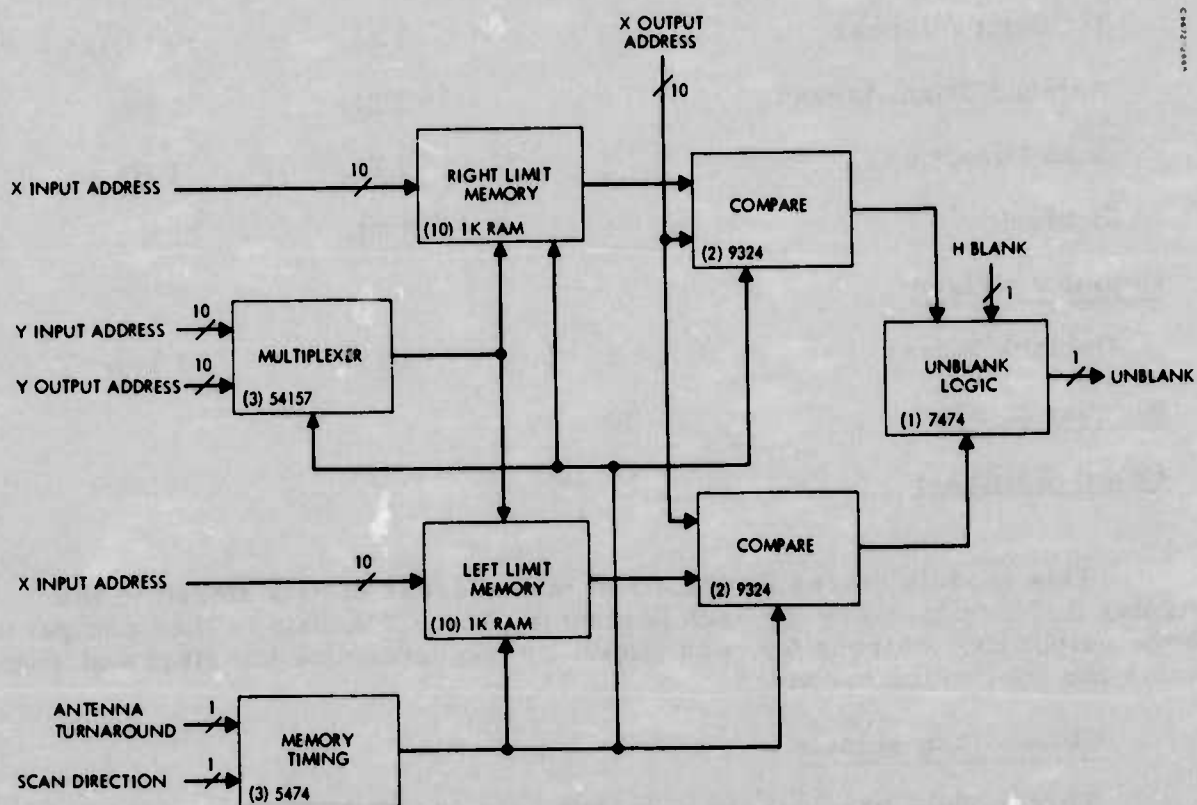 X OUTPUT
ADDRESS
10
X INPUT ADDRESS
10
RIGHT LIMIT
MEMORY
(10) 1K RAM
COMPARE
(2) 9324
H BLANK
1
Y INPUT ADDRESS
10
Y OUTPUT ADDRESS
10
MULTIPLEXER
(3) 54157
UNBLANK
LOGIC
(1) 7474
1
UNBLANK
X INPUT ADDRESS
10
LEFT LIMIT
MEMORY
(10) 1K RAM
COMPARE
(2) 9324
ANTENNA
TURNAROUND
1
SCAN DIRECTION
1
MEMORY
TIMING
(3) 5474